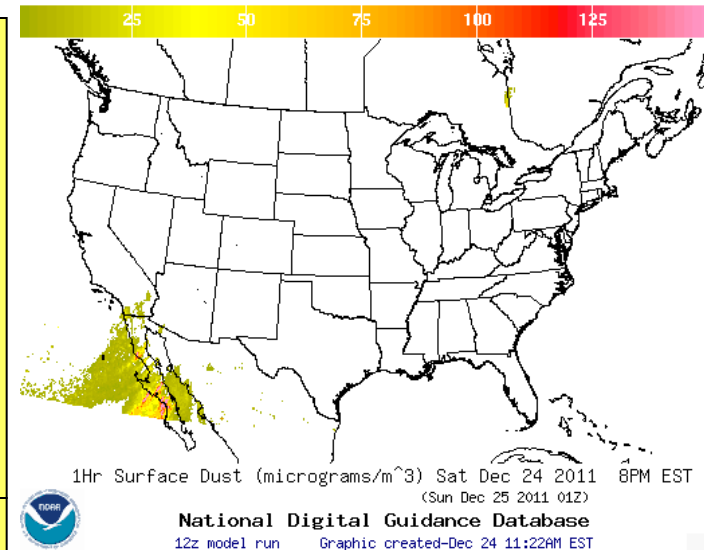 25 50 75 100 125
1Hr Surface Dust (micrograms/m^3) Sat Dec 24 2011 8PM EST
(Sun Dec 25 2011 01Z)
NOAA
National Digital Guidance Database
12z model run Graphic created-Dec 24 11:22AM EST